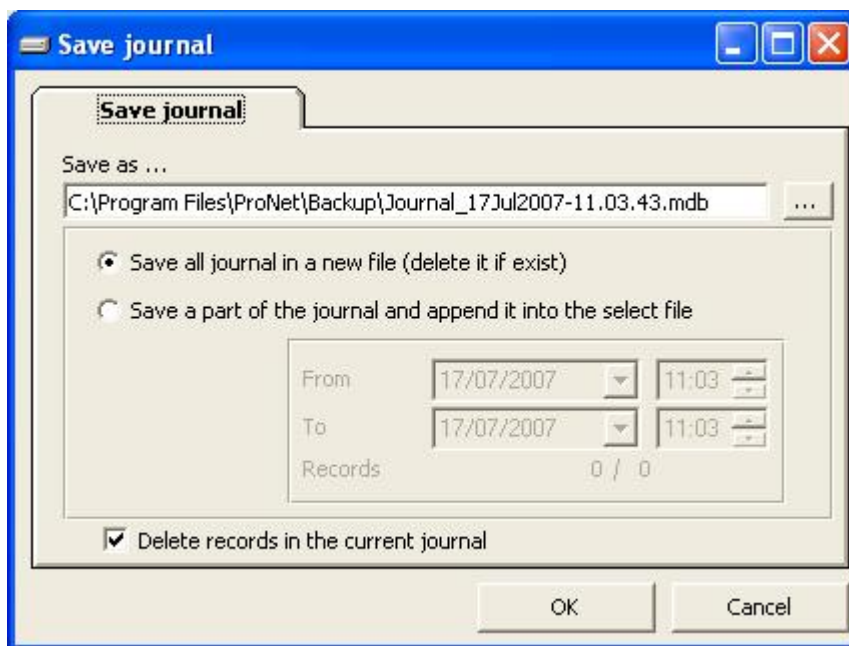 Save journal
Save journal
Save as ...
C:\Program Files\ProNet\Backup\Journal_17Jul2007-11.03.43.mdb ...
Save all journal in a new file (delete it if exist)
Save a part of the journal and append it into the select file
From 17/07/2007 11:03
To 17/07/2007 11:03
Records 0 / 0
Delete records in the current journal
OK Cancel